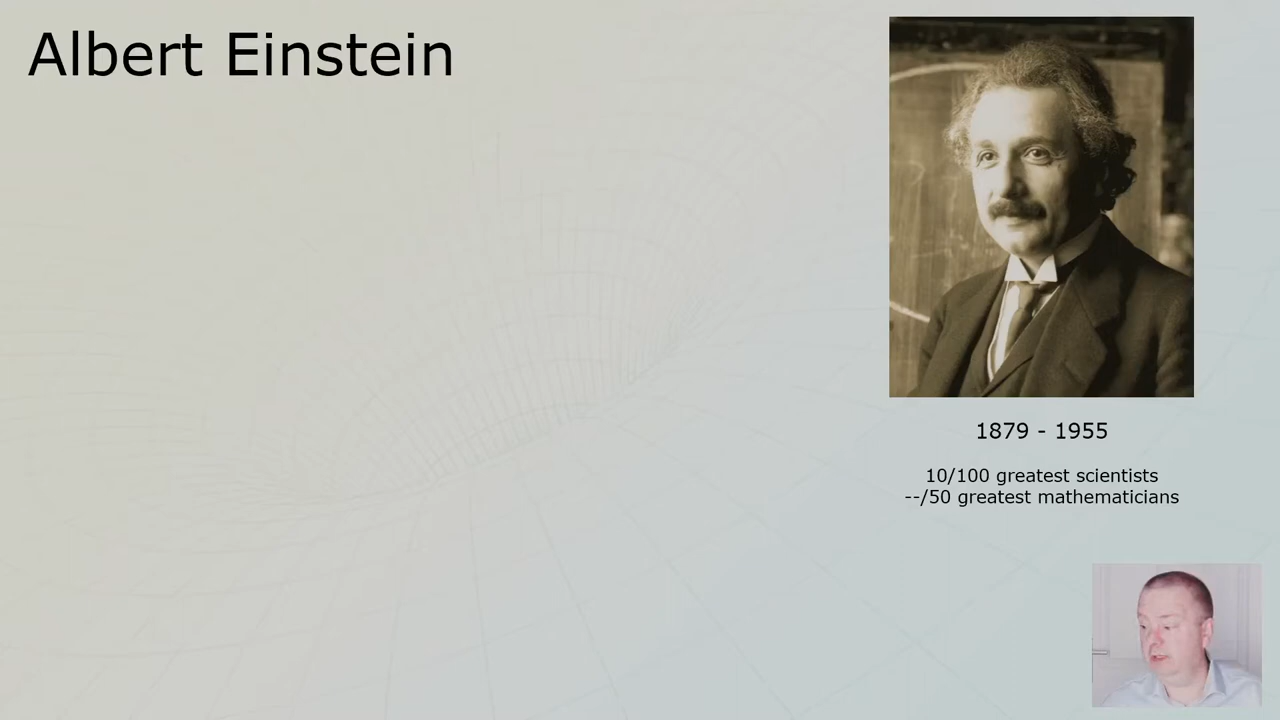 Albert Einstein
1879 - 1955
10/100 greatest scientists
--/50 greatest mathematicians